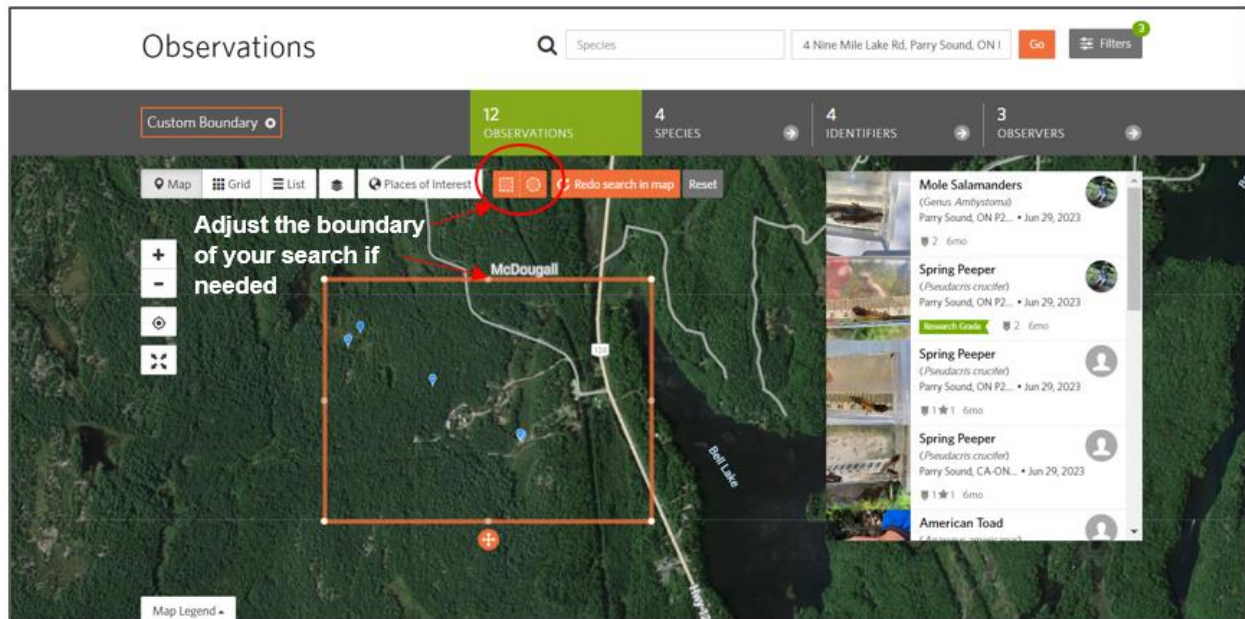 Observations
Species
4 Nine Mile Lake Rd, Parry Sound, ON
Go
Filters
3
Custom Boundary
12
OBSERVATIONS
4
SPECIES
4
IDENTIFIERS
3
OBSERVERS
Map
Grid
List
Places of Interest
Redo search in map
Reset
Adjust the boundary
of your search if
needed
McDougall
124
Bell Lake
Map Legend
Mole Salamanders
(Genus Ambystoma)
Parry Sound, ON P2... • Jun 29, 2023
2 6mo
Spring Peeper
(Pseudacris crucifer)
Parry Sound, ON P2... • Jun 29, 2023
Research Grade 2 6mo
Spring Peeper
(Pseudacris crucifer)
Parry Sound, ON P2... • Jun 29, 2023
1 ★ 1 6mo
Spring Peeper
(Pseudacris crucifer)
Parry Sound, CA-ON... • Jun 29, 2023
1 ★ 1 6mo
American Toad
(Anaxyrus americanus)